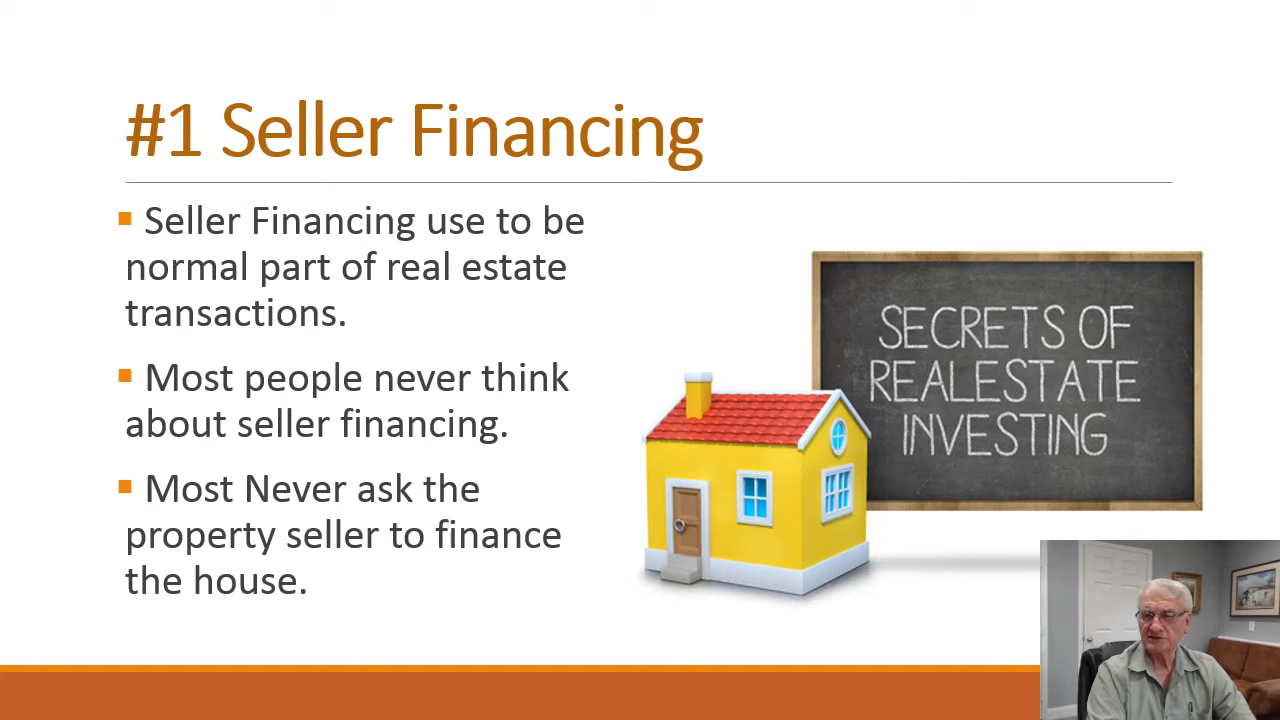 #1 Seller Financing
Seller Financing use to be
normal part of real estate
transactions.
Most people never think
about seller financing.
Most Never ask the
property seller to finance
the house.
SECRETS OF
REALESTATE
INVESTING